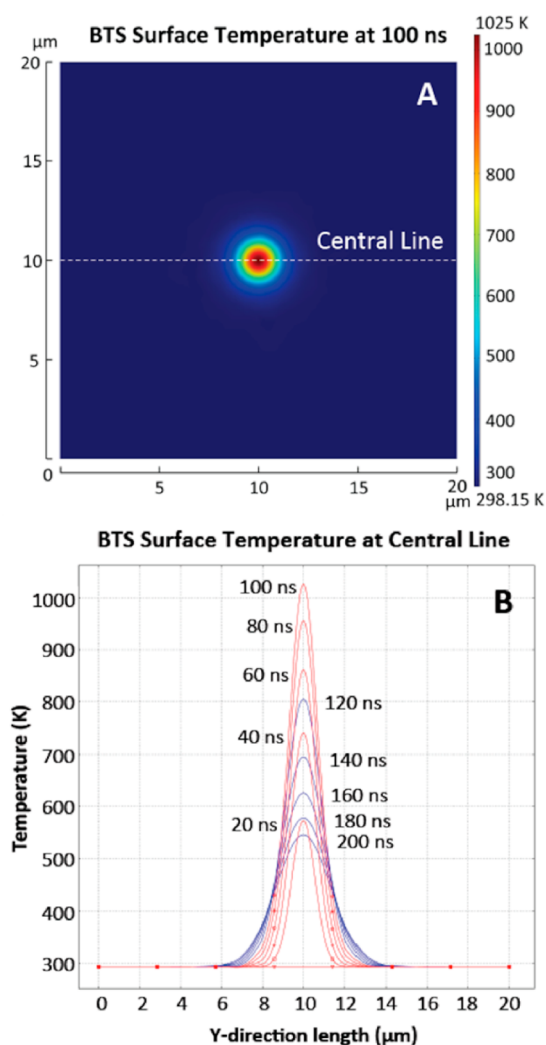 BTS Surface Temperature at 100 ns
µm
20
15
10
5
0
5
10
20
µm
A
Central Line
1025 K
1000
900
800
700
600
500
400
300
298.15 K
BTS Surface Temperature at Central Line
B
Temperature (K)
1000
900
800
700
600
500
400
300
100 ns
80 ns
60 ns
40 ns
20 ns
120 ns
140 ns
160 ns
180 ns
200 ns
0 2 4 6 8 10 12 14 16 18 20
Y-direction length (µm)